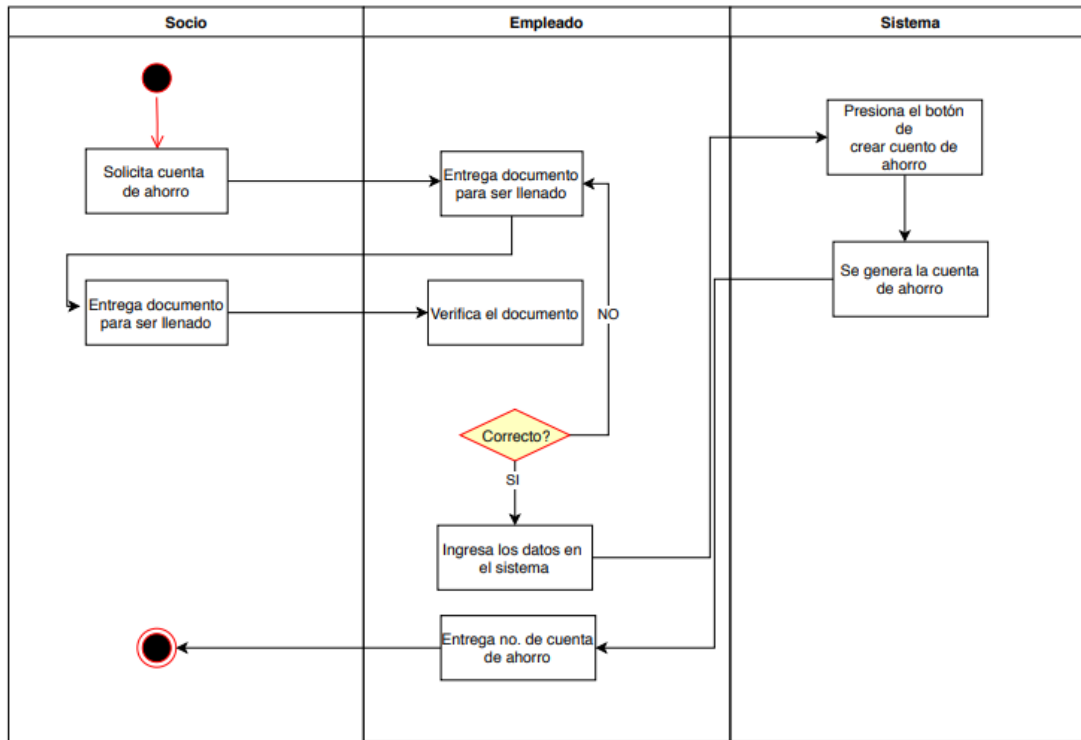 Socio
Empleado
Sistema
Solicita cuenta
de ahorro
Entrega documento
para ser llenado
Presiona el botón
de
crear cuento de
ahorro
Se genera la cuenta
de ahorro
Entrega documento
para ser llenado
Verifica el documento
NO
Correcto?
SI
Ingresa los datos en
el sistema
Entrega no. de cuenta
de ahorro